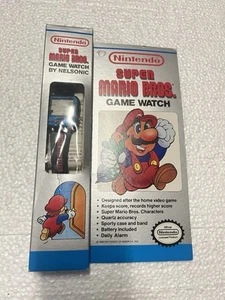 Nintendo
SUPER
MARIO BROS.
GAME WATCH
BY NELSONIC
Nintendo
SUPER
MARIO BROS.
GAME WATCH
• Designed after the home video game
• Keeps score, records higher score
• Super Mario Bros. Characters
• Quartz accuracy
• Sporty case and band
• Battery included
• Daily Alarm
Nintendo